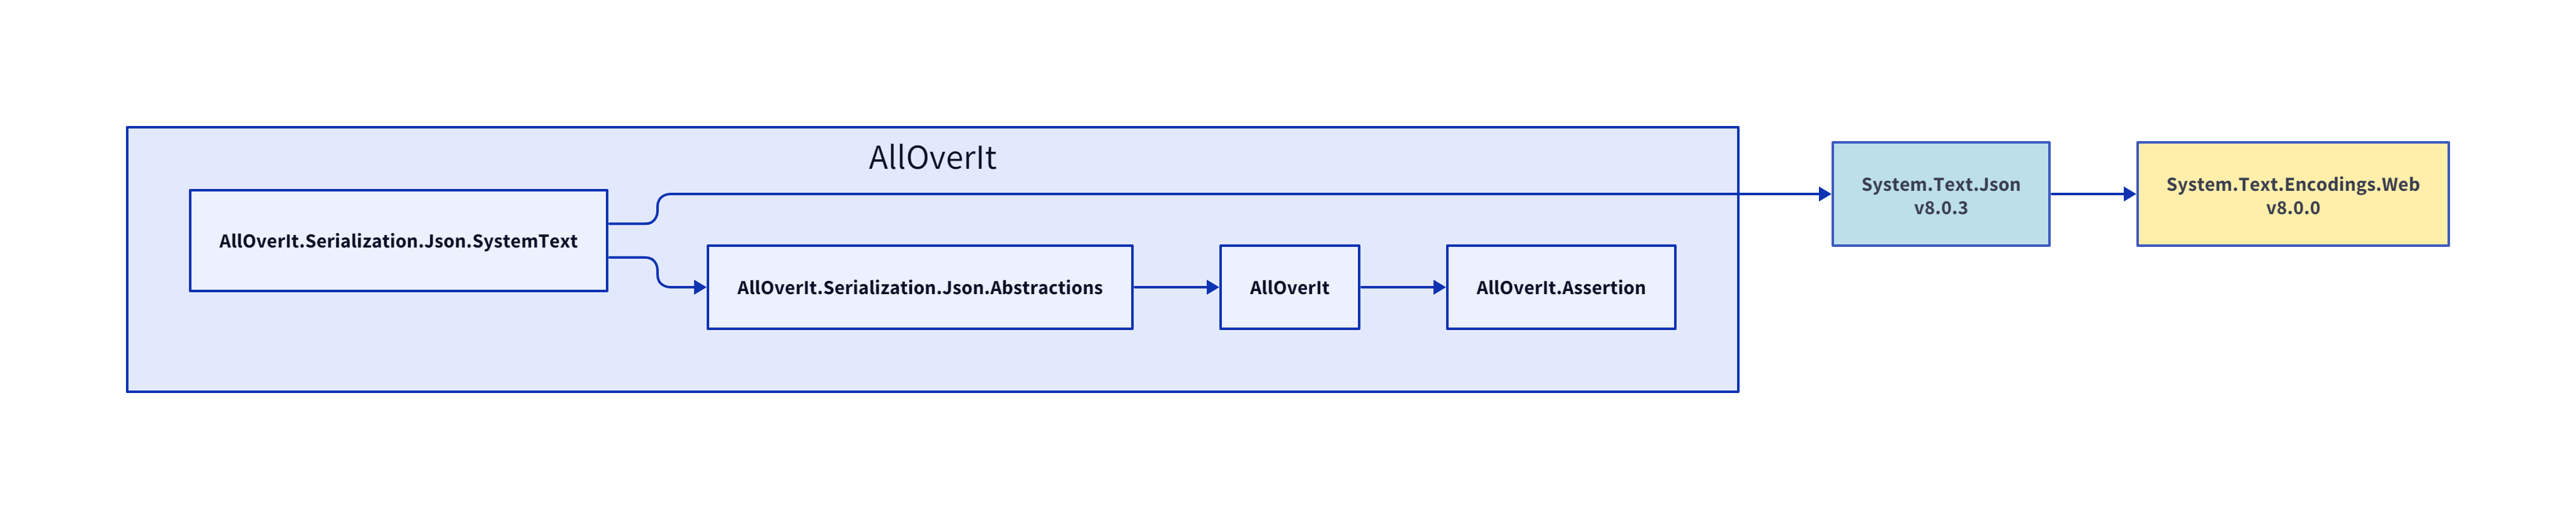 AllOverIt
AllOverIt.Serialization.Json.SystemText
AllOverIt.Serialization.Json.Abstractions
AllOverIt
AllOverIt.Assertion
System.Text.Json
v8.0.3
System.Text.Encodings.Web
v8.0.0